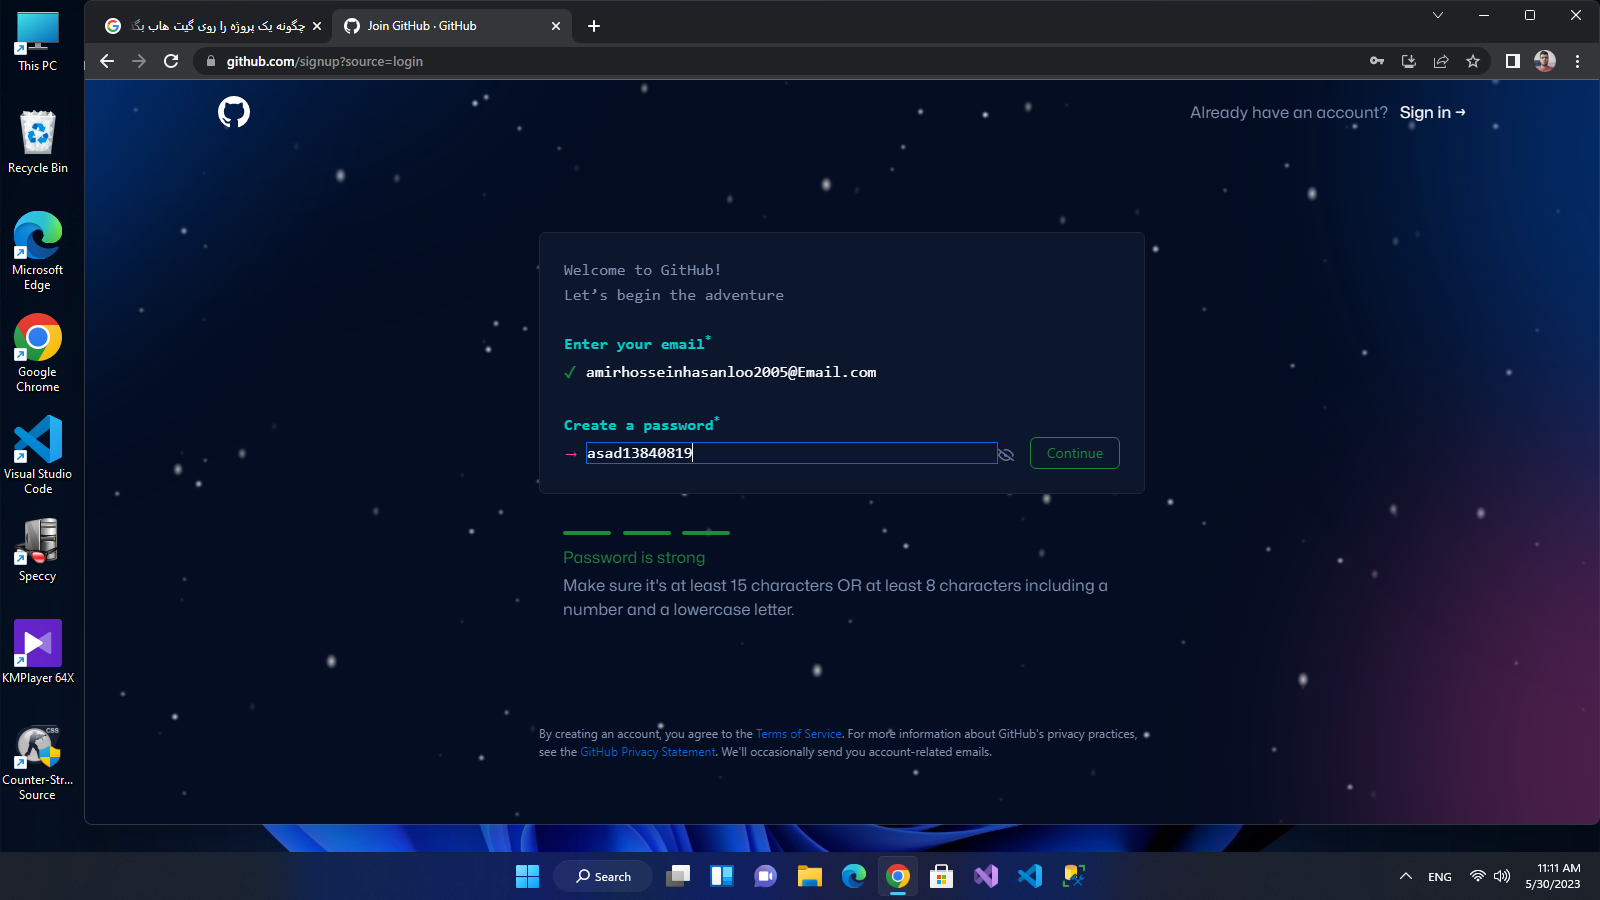 چگونه یک پروژه را روی گیت هاب بگذ
Join GitHub · GitHub
github.com/signup?source=login
This PC
Recycle Bin
Microsoft
Edge
Google
Chrome
Visual Studio
Code
Speccy
KMPlayer 64X
CSS
Counter-Str...
Source
Already have an account? Sign in →
Welcome to GitHub!
Let’s begin the adventure
Enter your email*
✓ amirhosseinhasanloo2005@Email.com
Create a password*
→ asad13840819
Continue
Password is strong
Make sure it's at least 15 characters OR at least 8 characters including a
number and a lowercase letter.
By creating an account, you agree to the Terms of Service. For more information about GitHub's privacy practices,
see the GitHub Privacy Statement. We'll occasionally send you account-related emails.
Search
ENG
11:11 AM
5/30/2023